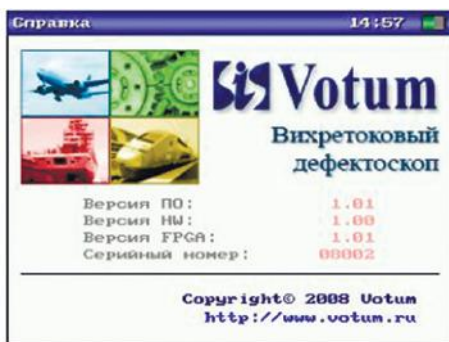 Справка 14:57
Votum
Вихретоковый
дефектоскоп
Версия ПО: 1.01
Версия HW: 1.00
Версия FPGA: 1.01
Серийный номер: 08002
Copyright© 2008 Votum
http://www.votum.ru